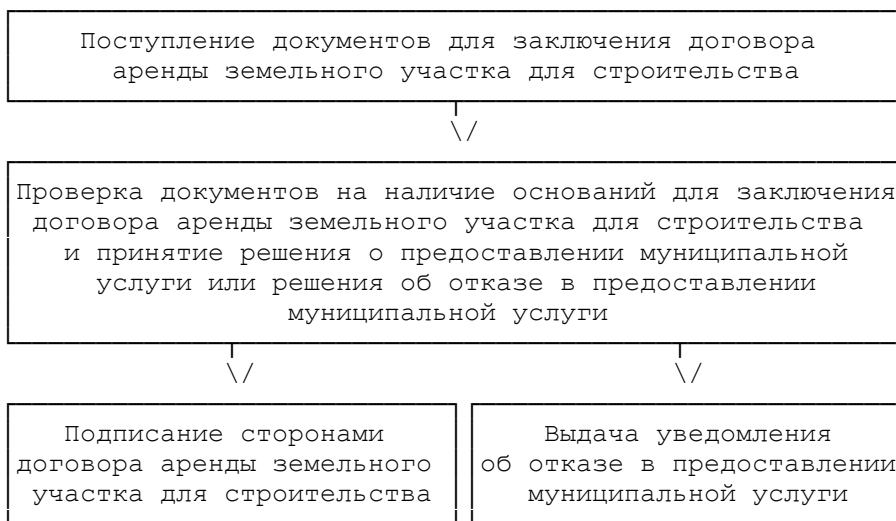 Поступление документов для заключения договора
аренды земельного участка для строительства
\/
Проверка документов на наличие оснований для заключения
договора аренды земельного участка для строительства
и принятие решения о предоставлении муниципальной
услуги или решения об отказе в предоставлении
муниципальной услуги
\/ \/
Подписание сторонами
договора аренды земельного
участка для строительства
Выдача уведомления
об отказе в предоставлении
муниципальной услуги